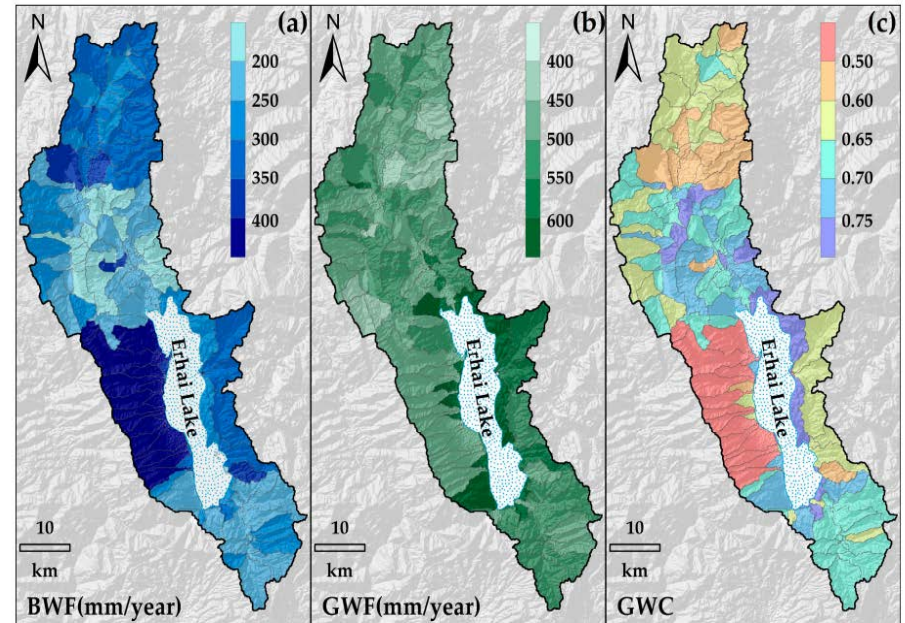 N
(a)
200
250
300
350
400
Erhai Lake
10
km
BWF(mm/year)
N
(b)
400
450
500
550
600
Erhai Lake
10
km
GWF(mm/year)
N
(c)
0.50
0.60
0.65
0.70
0.75
Erhai Lake
10
km
GWC